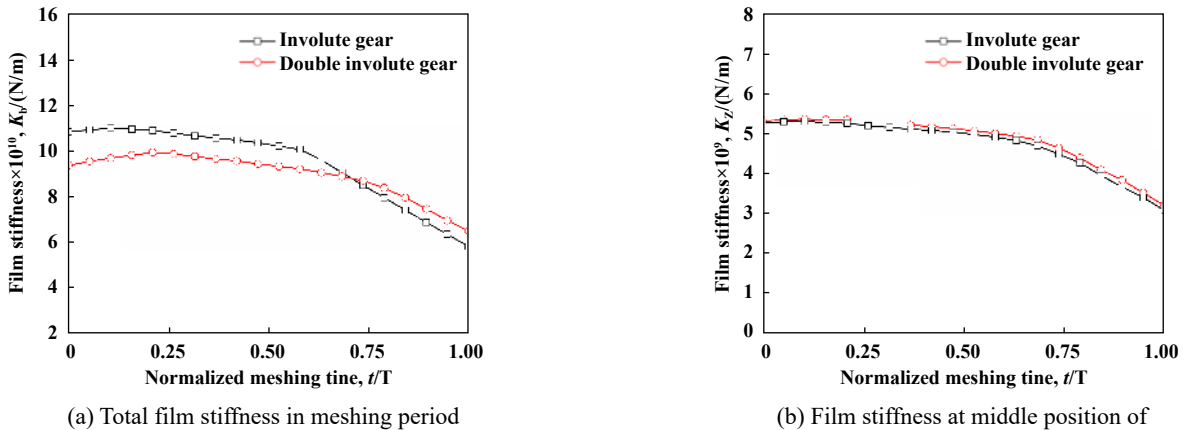 16
14
12
10
8
6
4
2
Film stiffness×10¹⁰, K_h/(N/m)
Involute gear
Double involute gear
0 0.25 0.50 0.75 1.00
Normalized meshing tine, t/T
(a) Total film stiffness in meshing period
8
7
6
5
4
3
2
1
0
Film stiffness×10⁹, K_Z/(N/m)
Involute gear
Double involute gear
0 0.25 0.50 0.75 1.00
Normalized meshing tine, t/T
(b) Film stiffness at middle position of